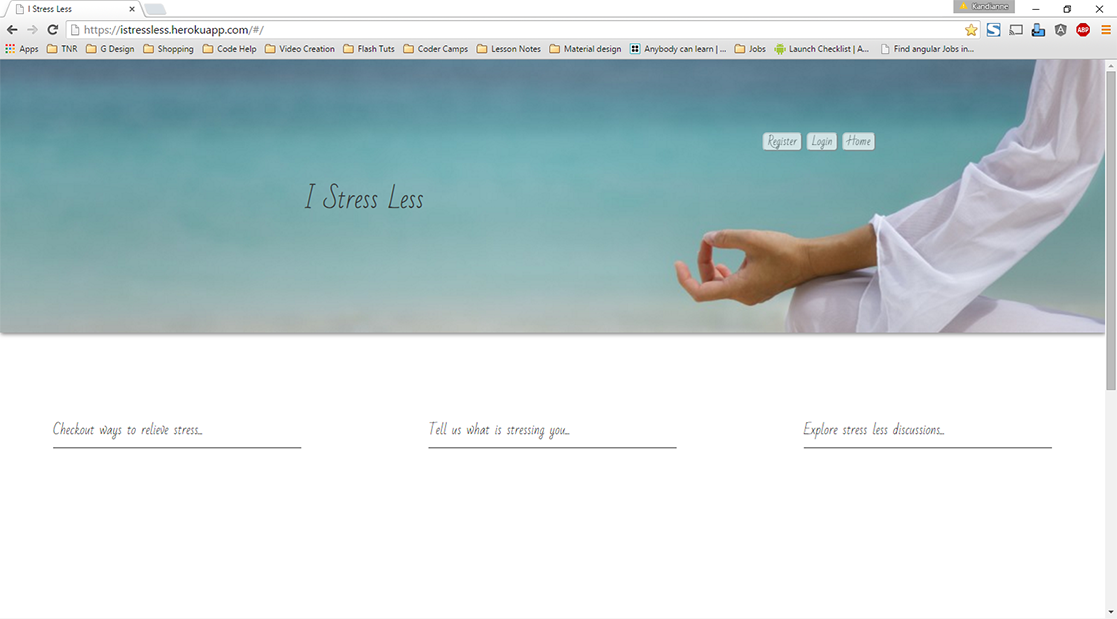 I Stress Less
Kandianne
https://istressless.herokuapp.com/#/
ABP
Apps TNR G Design Shopping Code Help Video Creation Flash Tuts Coder Camps Lesson Notes Material design Anybody can learn | ... Jobs Launch Checklist | A... Find angular Jobs in...
Register Login Home
I Stress Less
Checkout ways to relieve stress... Tell us what is stressing you... Explore stress less discussions...